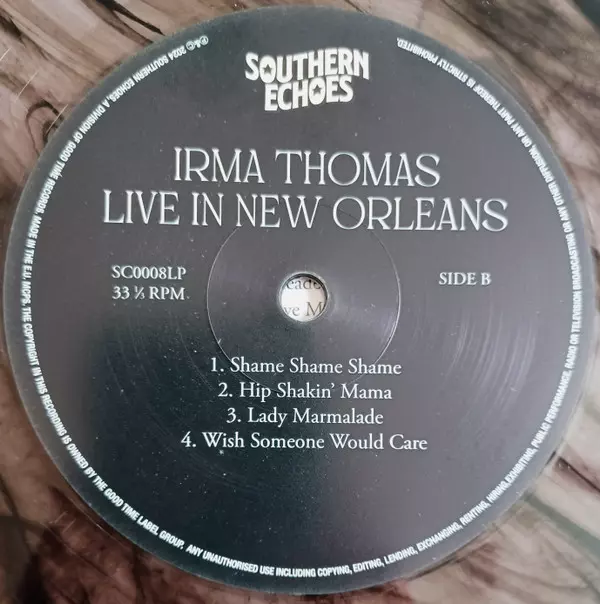 SOUTHERN
ECHOES
IRMA THOMAS
LIVE IN NEW ORLEANS
SC0008LP
33 ⅓ RPM
SIDE B
1. Shame Shame Shame
2. Hip Shakin' Mama
3. Lady Marmalade
4. Wish Someone Would Care
℗ & © 2024 SOUTHERN ECHOES, A DIVISION OF GOOD TIME RECORDS. MADE IN THE E.U. MCPS. THE COPYRIGHT IN THIS RECORDING IS OWNED BY THE GOOD TIME LABEL GROUP. ANY UNAUTHORISED USE INCLUDING COPYING, EDITING, LENDING, EXCHANGING, RENTING, HIRING,EXHIBITING, PUBLIC PERFORMANCE, RADIO OR TELEVISION BROADCASTING OR ANY OTHER DIFFUSION OR ANY PART THEREOF IS STRICTLY PROHIBITED.